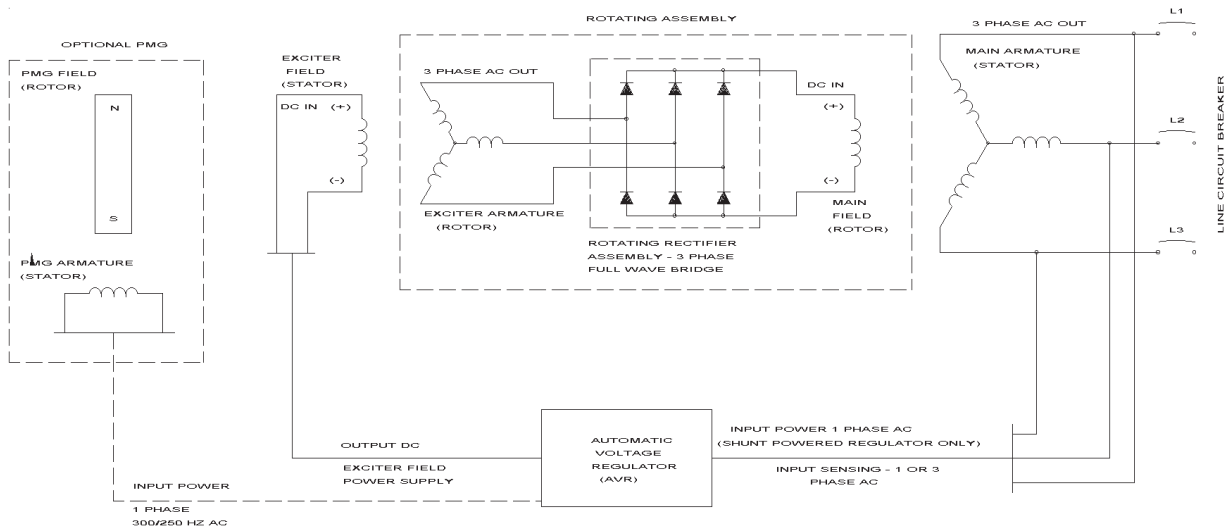 OPTIONAL PMG
PMG FIELD
(ROTOR)
N
S
PMG ARMATURE
(STATOR)
EXCITER
FIELD
(STATOR)
DC IN (+)
(-)
ROTATING ASSEMBLY
3 PHASE AC OUT
EXCITER ARMATURE
(ROTOR)
ROTATING RECTIFIER
ASSEMBLY - 3 PHASE
FULL WAVE BRIDGE
DC IN
(+)
(-)
MAIN
FIELD
(ROTOR)
3 PHASE AC OUT
MAIN ARMATURE
(STATOR)
L1
L2
L3
LINE CIRCUIT BREAKER
OUTPUT DC
EXCITER FIELD
POWER SUPPLY
AUTOMATIC
VOLTAGE
REGULATOR
(AVR)
INPUT POWER 1 PHASE AC
(SHUNT POWERED REGULATOR ONLY)
INPUT SENSING - 1 OR 3
PHASE AC
INPUT POWER
1 PHASE
300/250 HZ AC